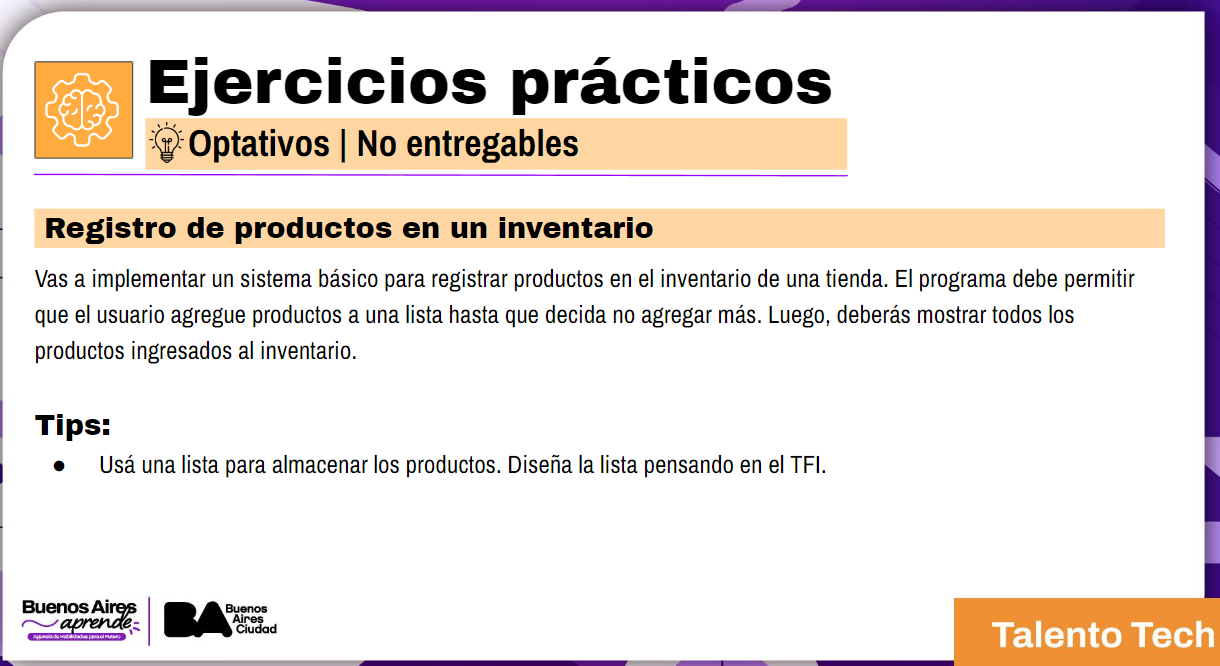 Ejercicios prácticos
Optativos | No entregables
Registro de productos en un inventario
Vas a implementar un sistema básico para registrar productos en el inventario de una tienda. El programa debe permitir
que el usuario agregue productos a una lista hasta que decida no agregar más. Luego, deberás mostrar todos los
productos ingresados al inventario.
Tips:
● Usá una lista para almacenar los productos. Diseña la lista pensando en el TFI.
Buenos Aires
aprende
Agencia de Habilidades para el Futuro
BA
Buenos
Aires
Ciudad
Talento Tech